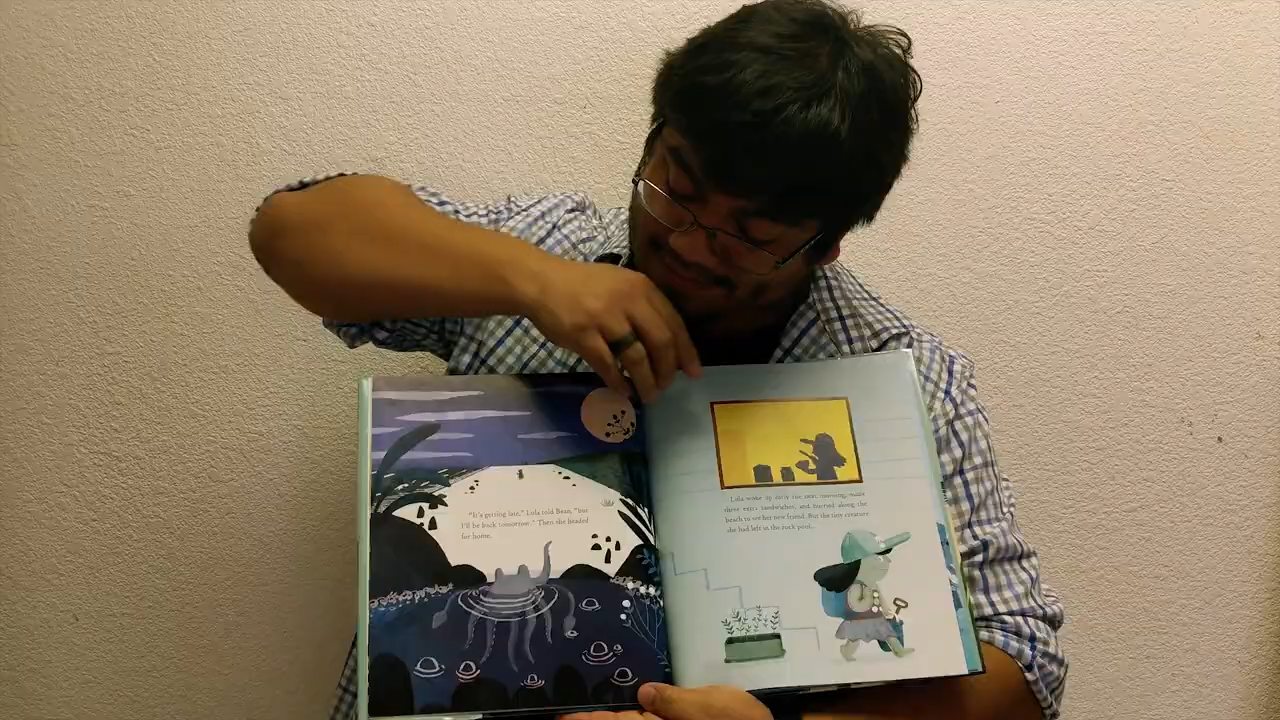 "It's getting late," Lula told Bean, "but
I'll be back tomorrow." Then she headed
for home.
Lula woke up early the next morning, made
three extra sandwiches, and hurried along the
beach to see her new friend. But the tiny creature
she had left in the rock pool...